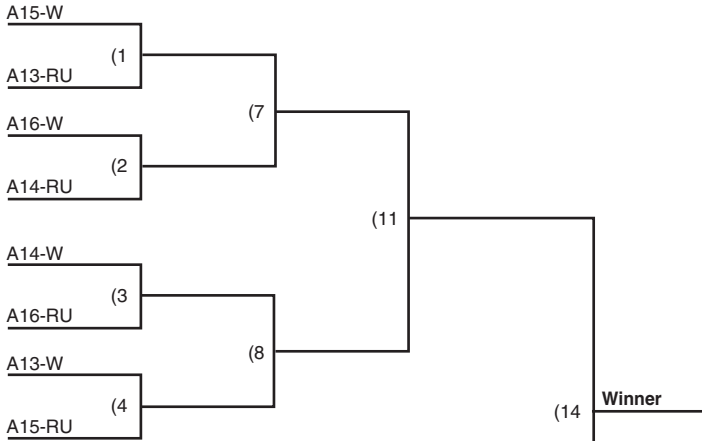 A15-W
(1
A13-RU
(7
A16-W
(2
A14-RU
(11
A14-W
(3
A16-RU
(8
A13-W
(4
A15-RU
(14
Winner